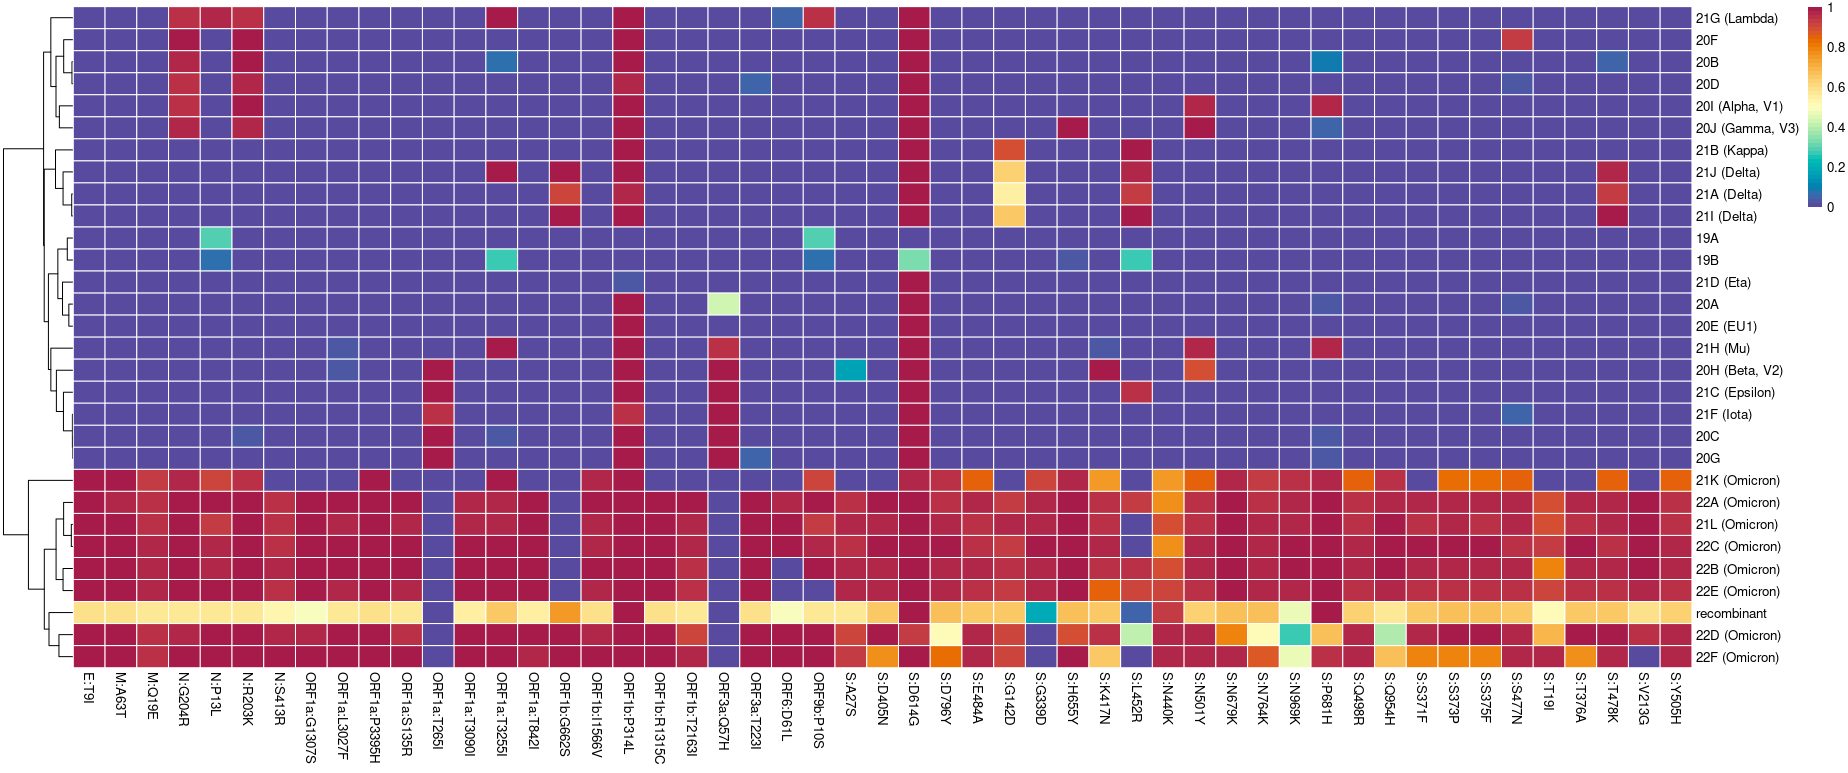 21G (Lambda)
20F
20B
20D
20I (Alpha, V1)
20J (Gamma, V3)
21B (Kappa)
21J (Delta)
21A (Delta)
21I (Delta)
19A
19B
21D (Eta)
20A
20E (EU1)
21H (Mu)
20H (Beta, V2)
21C (Epsilon)
21F (Iota)
20C
20G
21K (Omicron)
22A (Omicron)
21L (Omicron)
22C (Omicron)
22B (Omicron)
22E (Omicron)
recombinant
22D (Omicron)
22F (Omicron)
1
0.8
0.6
0.4
0.2
0
E:T9I
M:A63T
M:Q19E
N:G204R
N:P13L
N:R203K
N:S413R
ORF1a:G1307S
ORF1a:L3027F
ORF1a:P3395H
ORF1a:S135R
ORF1a:T265I
ORF1a:T3090I
ORF1a:T3255I
ORF1a:T842I
ORF1b:G662S
ORF1b:I1566V
ORF1b:P314L
ORF1b:R1315C
ORF1b:T2163I
ORF3a:Q57H
ORF3a:T223I
ORF6:D61L
ORF9b:P10S
S:A27S
S:D405N
S:D614G
S:D796Y
S:E484A
S:G142D
S:G339D
S:H655Y
S:K417N
S:L452R
S:N440K
S:N501Y
S:N679K
S:N764K
S:N969K
S:P681H
S:Q498R
S:Q954H
S:S371F
S:S373P
S:S375F
S:S477N
S:T19I
S:T376A
S:T478K
S:V213G
S:Y505H